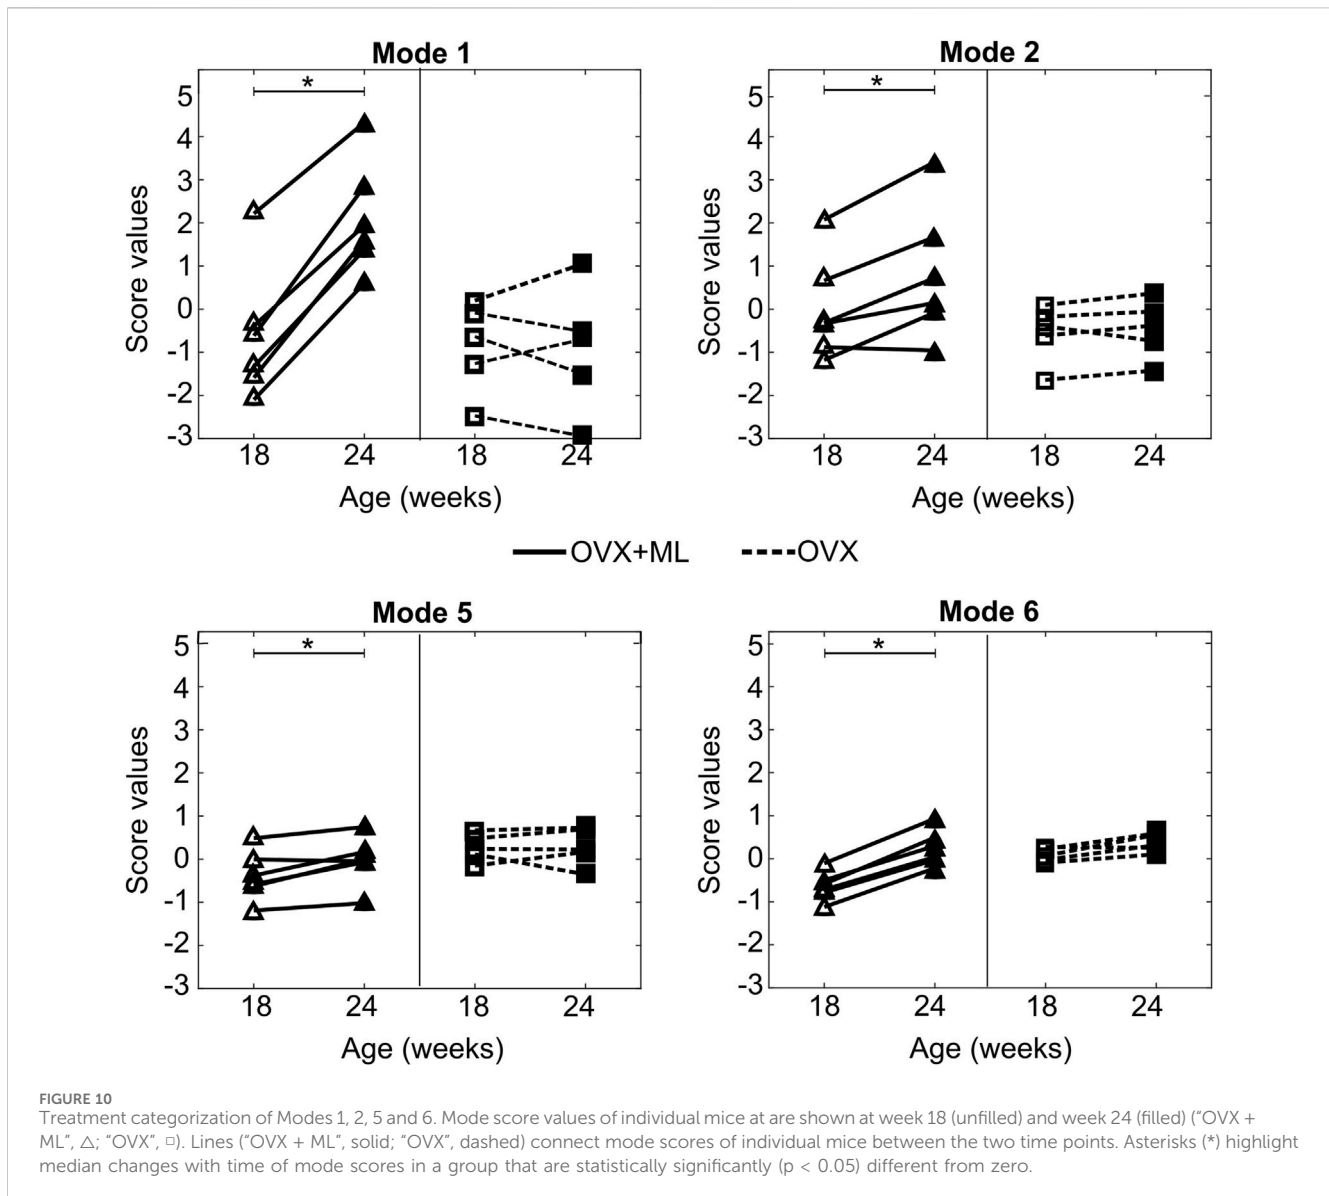 Mode 1
*
5
4
3
2
1
0
-1
-2
-3
Score values
18 24 18 24
Age (weeks)
Mode 2
*
5
4
3
2
1
0
-1
-2
-3
Score values
18 24 18 24
Age (weeks)
OVX+ML OVX
Mode 5
*
5
4
3
2
1
0
-1
-2
-3
Score values
18 24 18 24
Age (weeks)
Mode 6
*
5
4
3
2
1
0
-1
-2
-3
Score values
18 24 18 24
Age (weeks)
FIGURE 10
Treatment categorization of Modes 1, 2, 5 and 6. Mode score values of individual mice at are shown at week 18 (unfilled) and week 24 (filled) (“OVX +
ML”, △; “OVX”, □). Lines (“OVX + ML”, solid; “OVX”, dashed) connect mode scores of individual mice between the two time points. Asterisks (*) highlight
median changes with time of mode scores in a group that are statistically significantly (p < 0.05) different from zero.